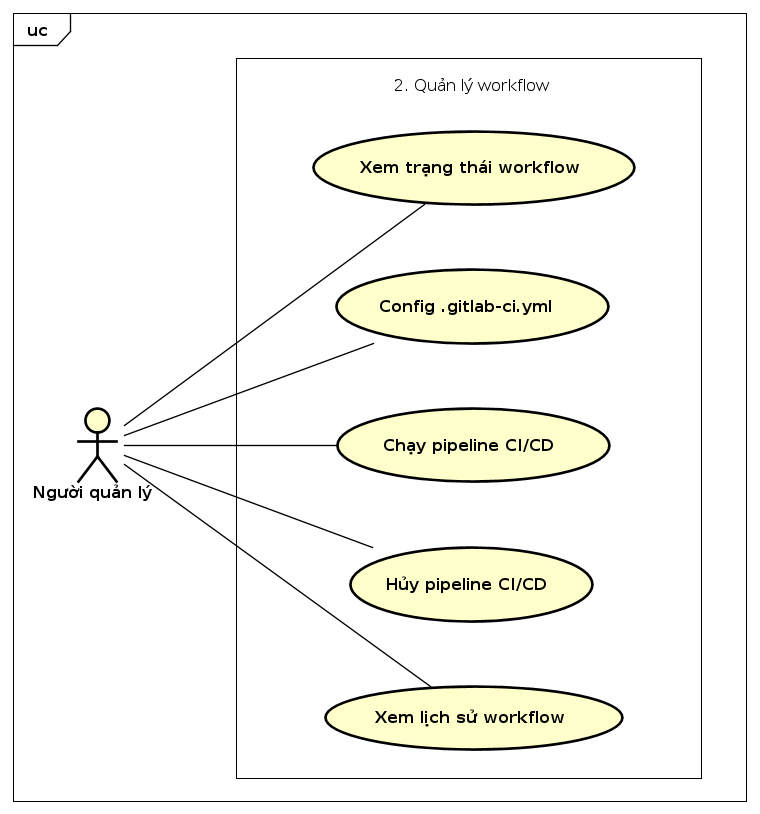 uc
2. Quản lý workflow
Xem trạng thái workflow
Config .gitlab-ci.yml
Chạy pipeline CI/CD
Người quản lý
Hủy pipeline CI/CD
Xem lịch sử workflow